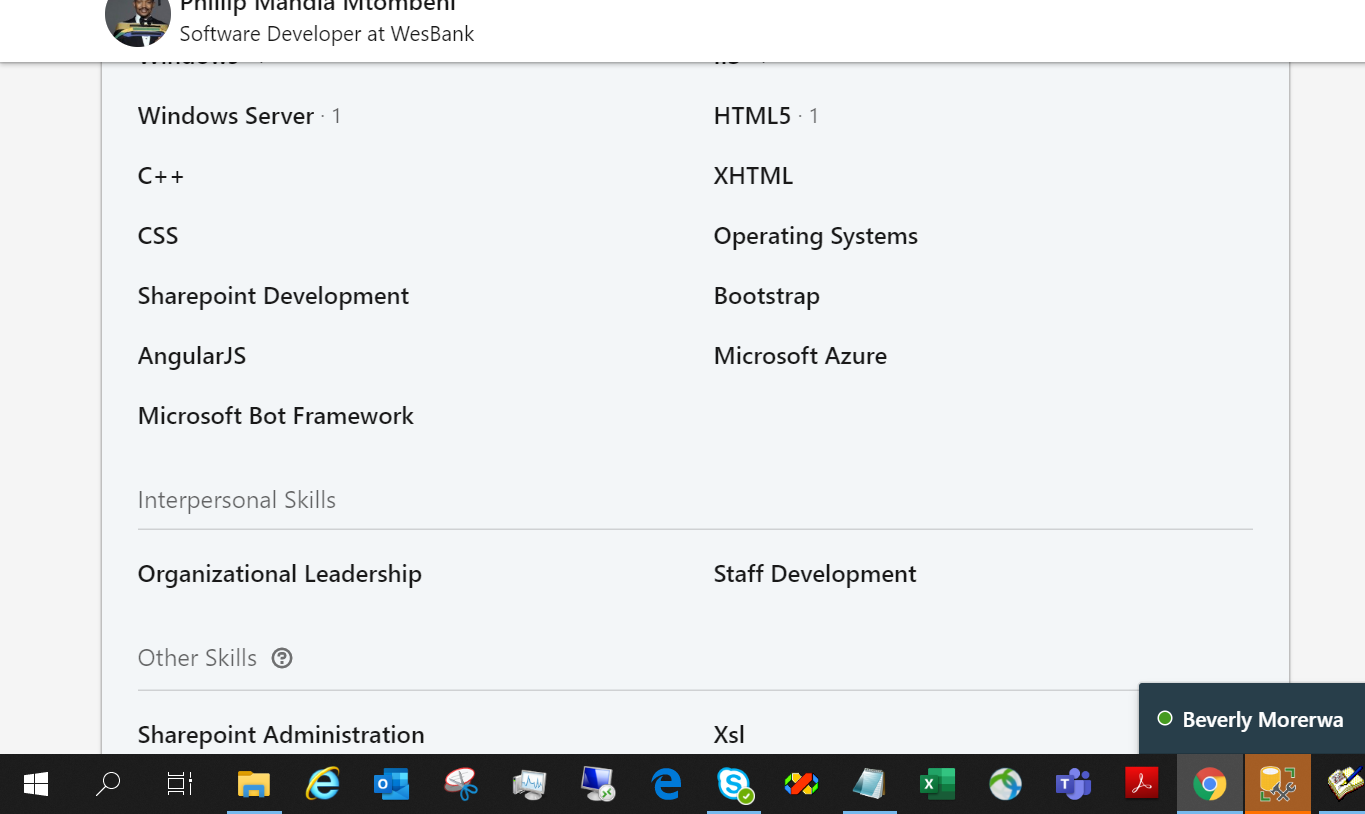 Phillip Mandla Mtombeni
Software Developer at WesBank
Windows Server · 1
HTML5 · 1
C++
XHTML
CSS
Operating Systems
Sharepoint Development
Bootstrap
AngularJS
Microsoft Azure
Microsoft Bot Framework
Interpersonal Skills
Organizational Leadership
Staff Development
Other Skills ?
Sharepoint Administration
Xsl
Beverly Morerwa